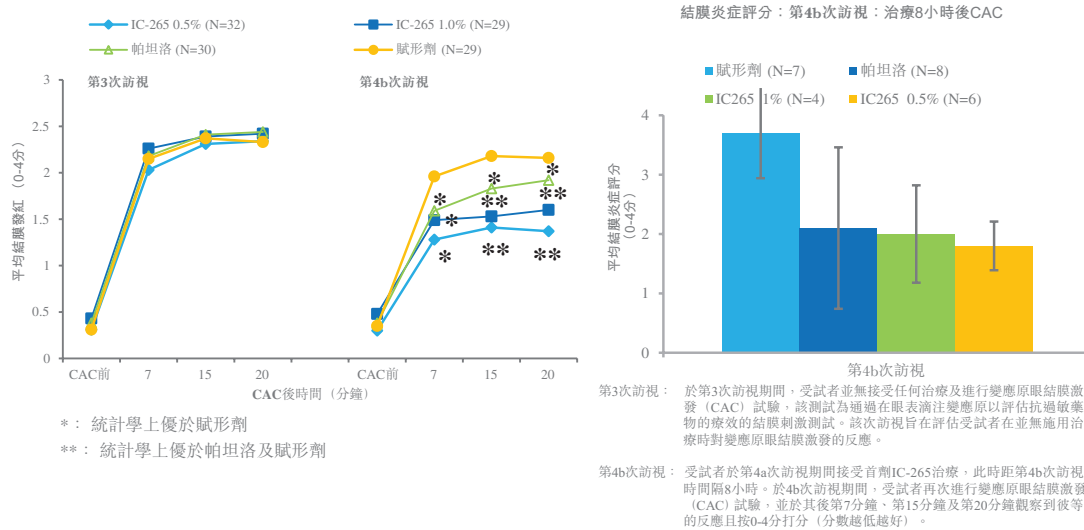 IC-265 0.5% (N=32)
IC-265 1.0% (N=29)
帕坦洛 (N=30)
賦形劑 (N=29)
第3次訪視
第4b次訪視
平均結膜發紅（0-4分）
3
2.5
2
1.5
1
0.5
0
*
*
*
*
**
**
*
**
**
CAC前
7
15
20
CAC前
7
15
20
CAC後時間（分鐘）
*： 統計學上優於賦形劑
**： 統計學上優於帕坦洛及賦形劑
結膜炎症評分：第4b次訪視：治療8小時後CAC
賦形劑 (N=7)
帕坦洛 (N=8)
IC265 1% (N=4)
IC265 0.5% (N=6)
平均結膜炎症評分
（0-4分）
4
3
2
1
0
第4b次訪視
第3次訪視： 於第3次訪視期間，受試者並無接受任何治療及進行變應原眼結膜激
發（CAC）試驗，該測試為通過在眼表滴注變應原以評估抗過敏藥
物的療效的結膜刺激測試。該次訪視旨在評估受試者在並無施用治
療時對變應原眼結膜激發的反應。
第4b次訪視： 受試者於第4a次訪視期間接受首劑IC-265治療，此時距第4b次訪視
時間隔8小時。於4b次訪視期間，受試者再次進行變應原眼結膜激發
（CAC）試驗，並於其後第7分鐘、第15分鐘及第20分鐘觀察到彼等
的反應且按0-4分打分（分數越低越好）。